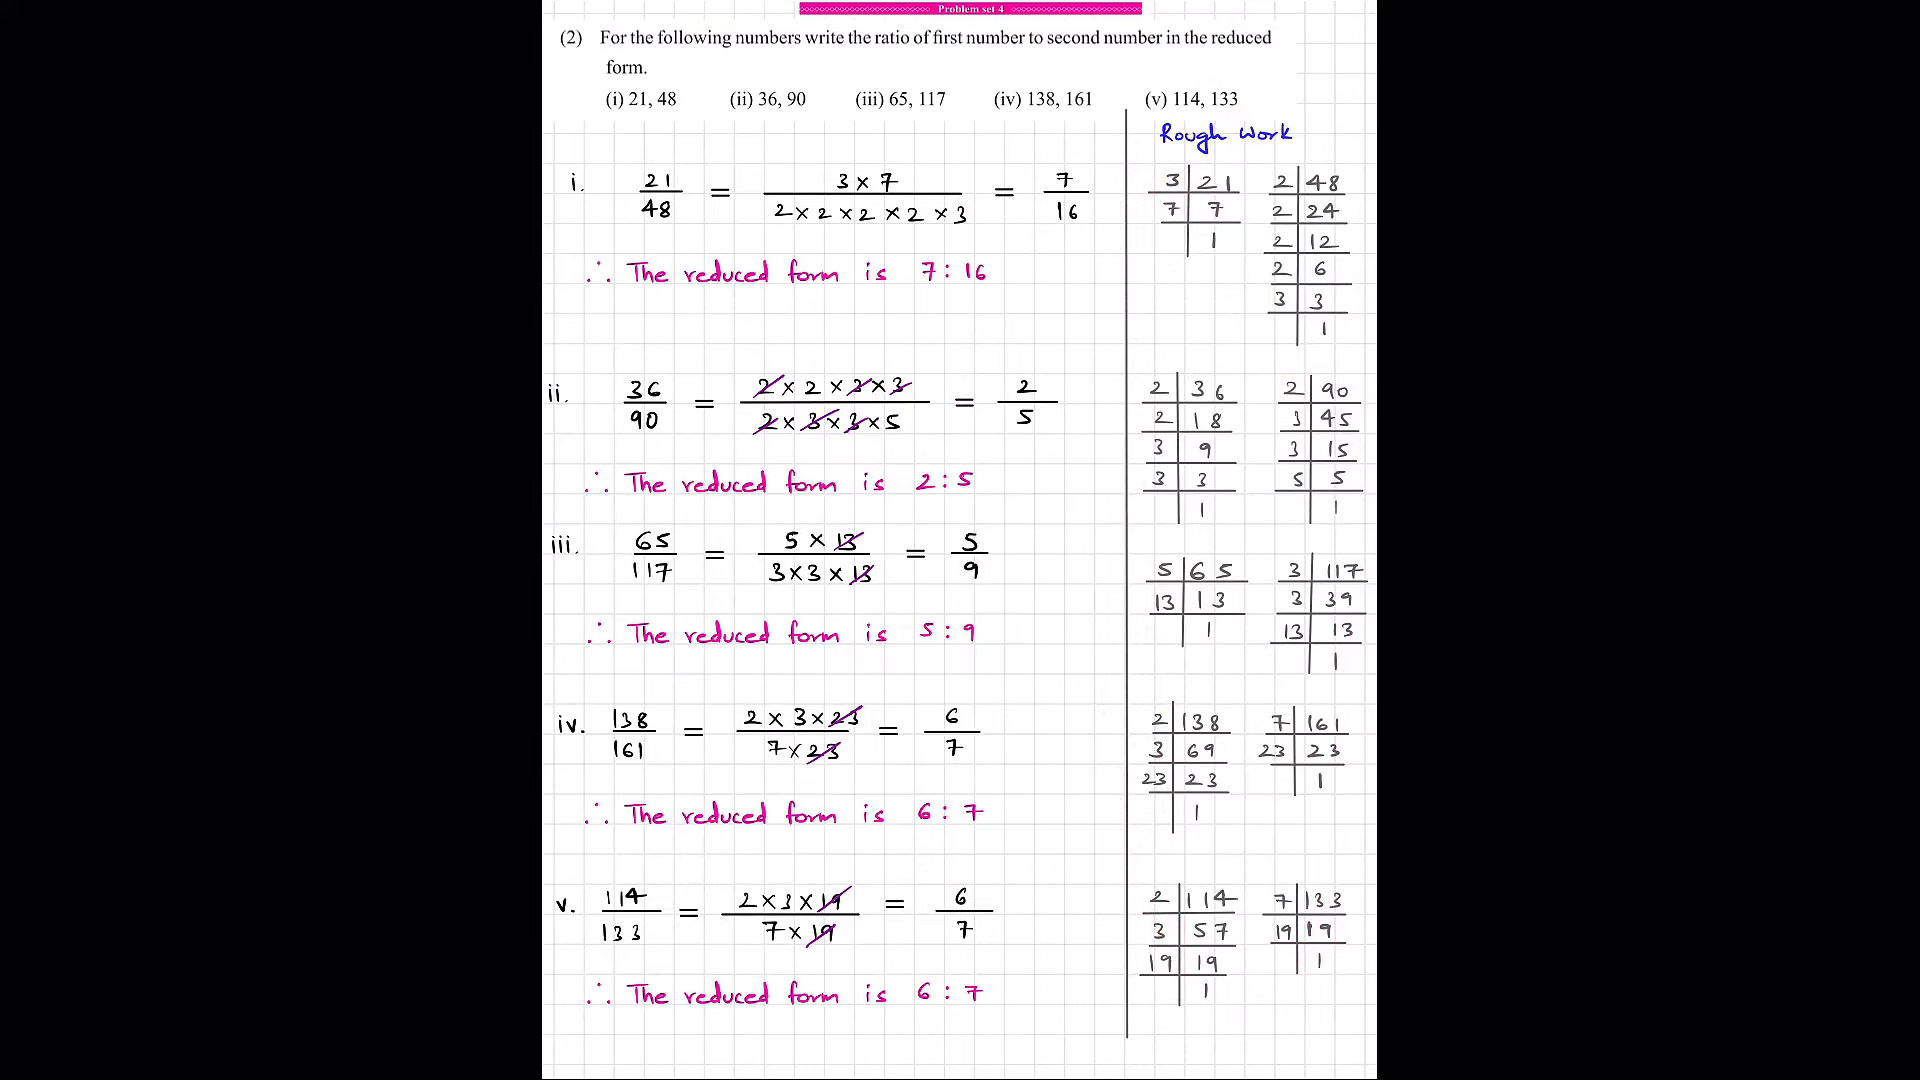 Problem set 4
(2) For the following numbers write the ratio of first number to second number in the reduced
form.
(i) 21, 48 (ii) 36, 90 (iii) 65, 117 (iv) 138, 161 (v) 114, 133
Rough Work
i. 21/48 = 3 × 7 / 2 × 2 × 2 × 2 × 3 = 7/16
∴ The reduced form is 7 : 16
3 | 21
7 | 7
1
2 | 48
2 | 24
2 | 12
2 | 6
3 | 3
1
ii. 36/90 = 2 × 2 × 3 × 3 / 2 × 3 × 3 × 5 = 2/5
∴ The reduced form is 2 : 5
2 | 36
2 | 18
3 | 9
3 | 3
1
2 | 90
3 | 45
3 | 15
5 | 5
1
iii. 65/117 = 5 × 13 / 3 × 3 × 13 = 5/9
∴ The reduced form is 5 : 9
5 | 65
13 | 13
1
3 | 117
3 | 39
13 | 13
1
iv. 138/161 = 2 × 3 × 23 / 7 × 23 = 6/7
∴ The reduced form is 6 : 7
2 | 138
3 | 69
23 | 23
1
7 | 161
23 | 23
1
v. 114/133 = 2 × 3 × 19 / 7 × 19 = 6/7
∴ The reduced form is 6 : 7
2 | 114
3 | 57
19 | 19
1
7 | 133
19 | 19
1